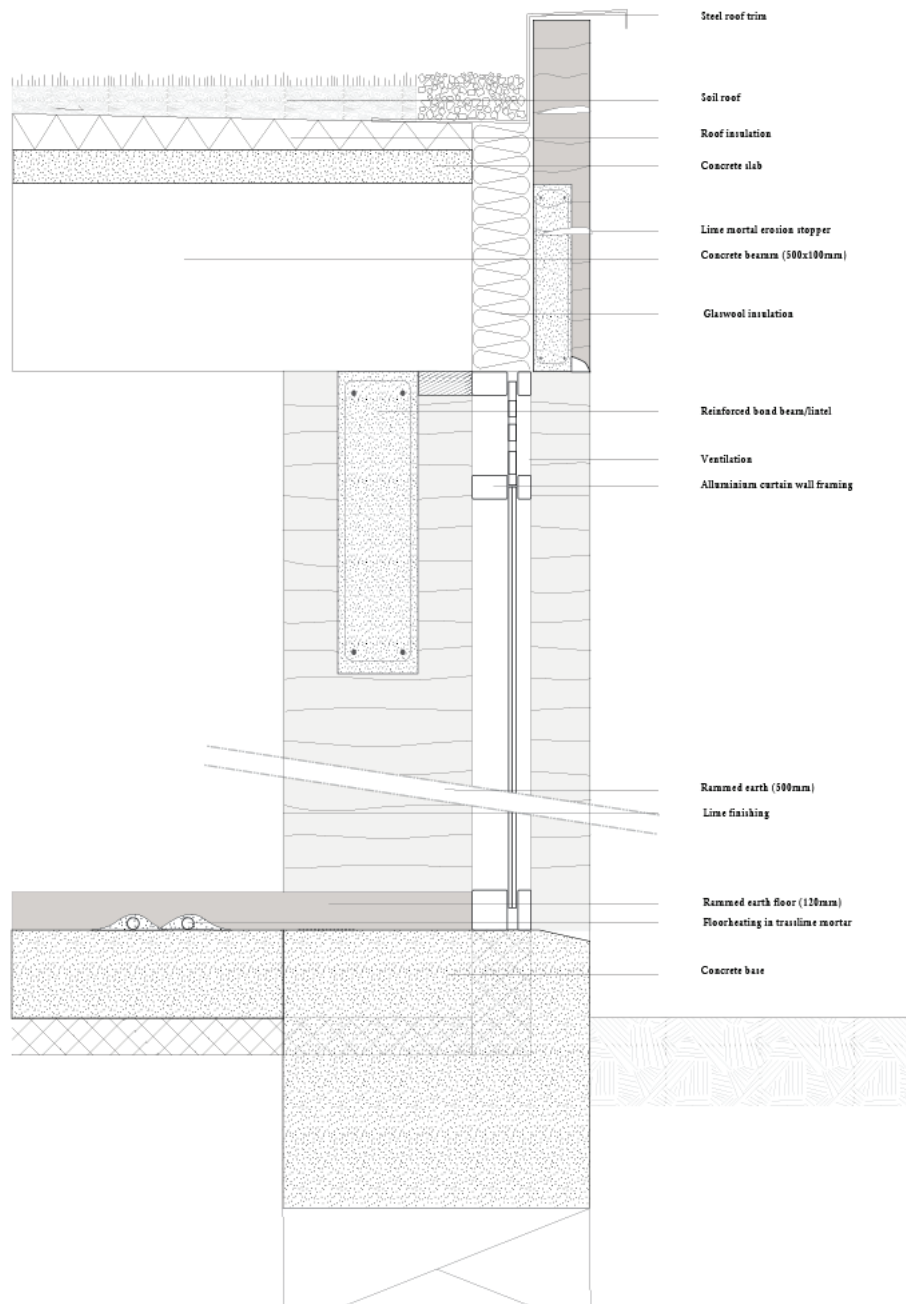 Steel roof trim
Soil roof
Roof insulation
Concrete slab
Lime mortal erosion stopper
Concrete beamm (500x100mm)
Glaswool insulation
Reinforced bond beam/lintel
Ventilation
Alluminium curtain wall framing
Rammed earth (500mm)
Lime finishing
Rammed earth floor (120mm)
Floorheating in trasslime mortar
Concrete base